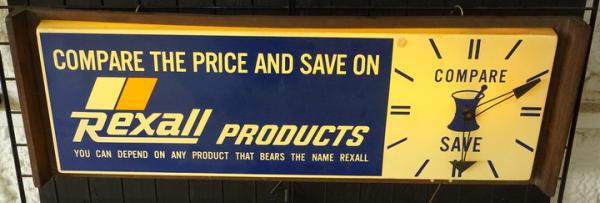 COMPARE THE PRICE AND SAVE ON
Rexall PRODUCTS
YOU CAN DEPEND ON ANY PRODUCT THAT BEARS THE NAME REXALL
COMPARE
SAVE